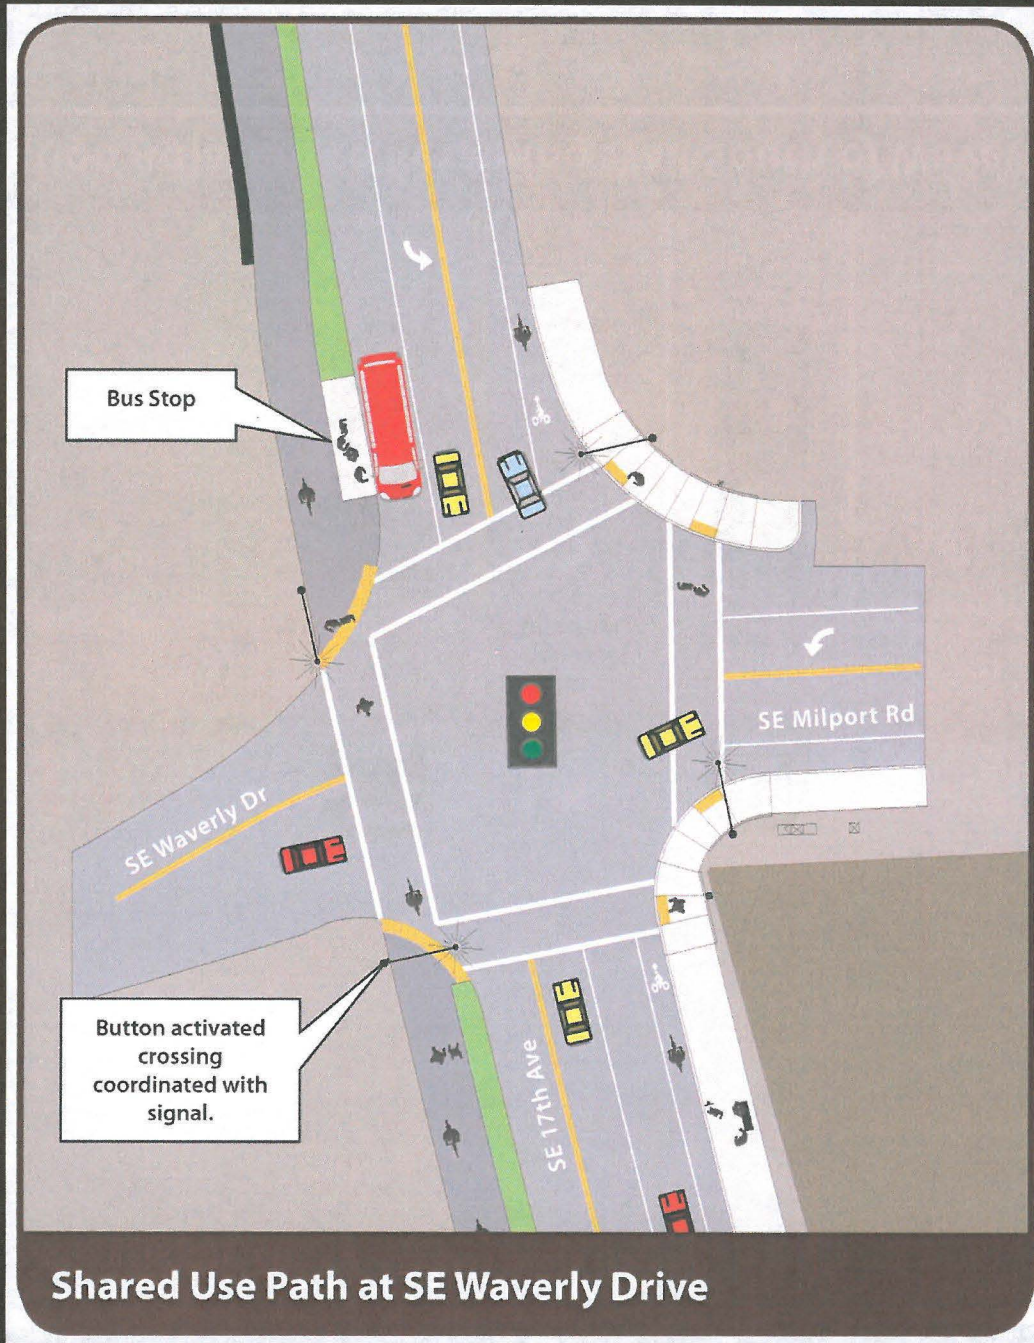 Bus Stop
SE Milport Rd
SE Waverly Dr
Button activated
crossing
coordinated with
signal.
SE 17th Ave
Shared Use Path at SE Waverly Drive